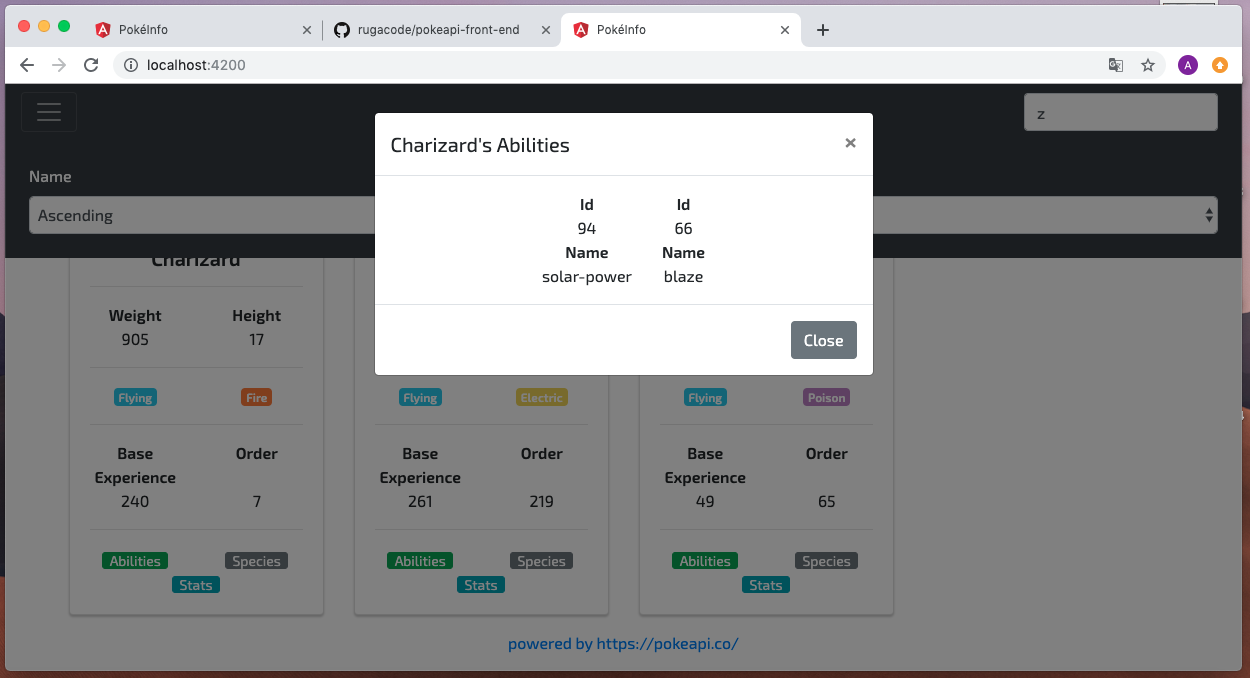 PokéInfo
rugacode/pokeapi-front-end
PokéInfo
localhost:4200
A
z
Name
Ascending
Charizard's Abilities
×
Id Id
94 66
Name Name
solar-power blaze
Close
Charizard
Weight Height
905 17
Flying Fire Flying Electric Flying Poison
Base Order Base Order Base Order
Experience Experience Experience
240 7 261 219 49 65
Abilities Species Abilities Species Abilities Species
Stats Stats Stats
powered by https://pokeapi.co/